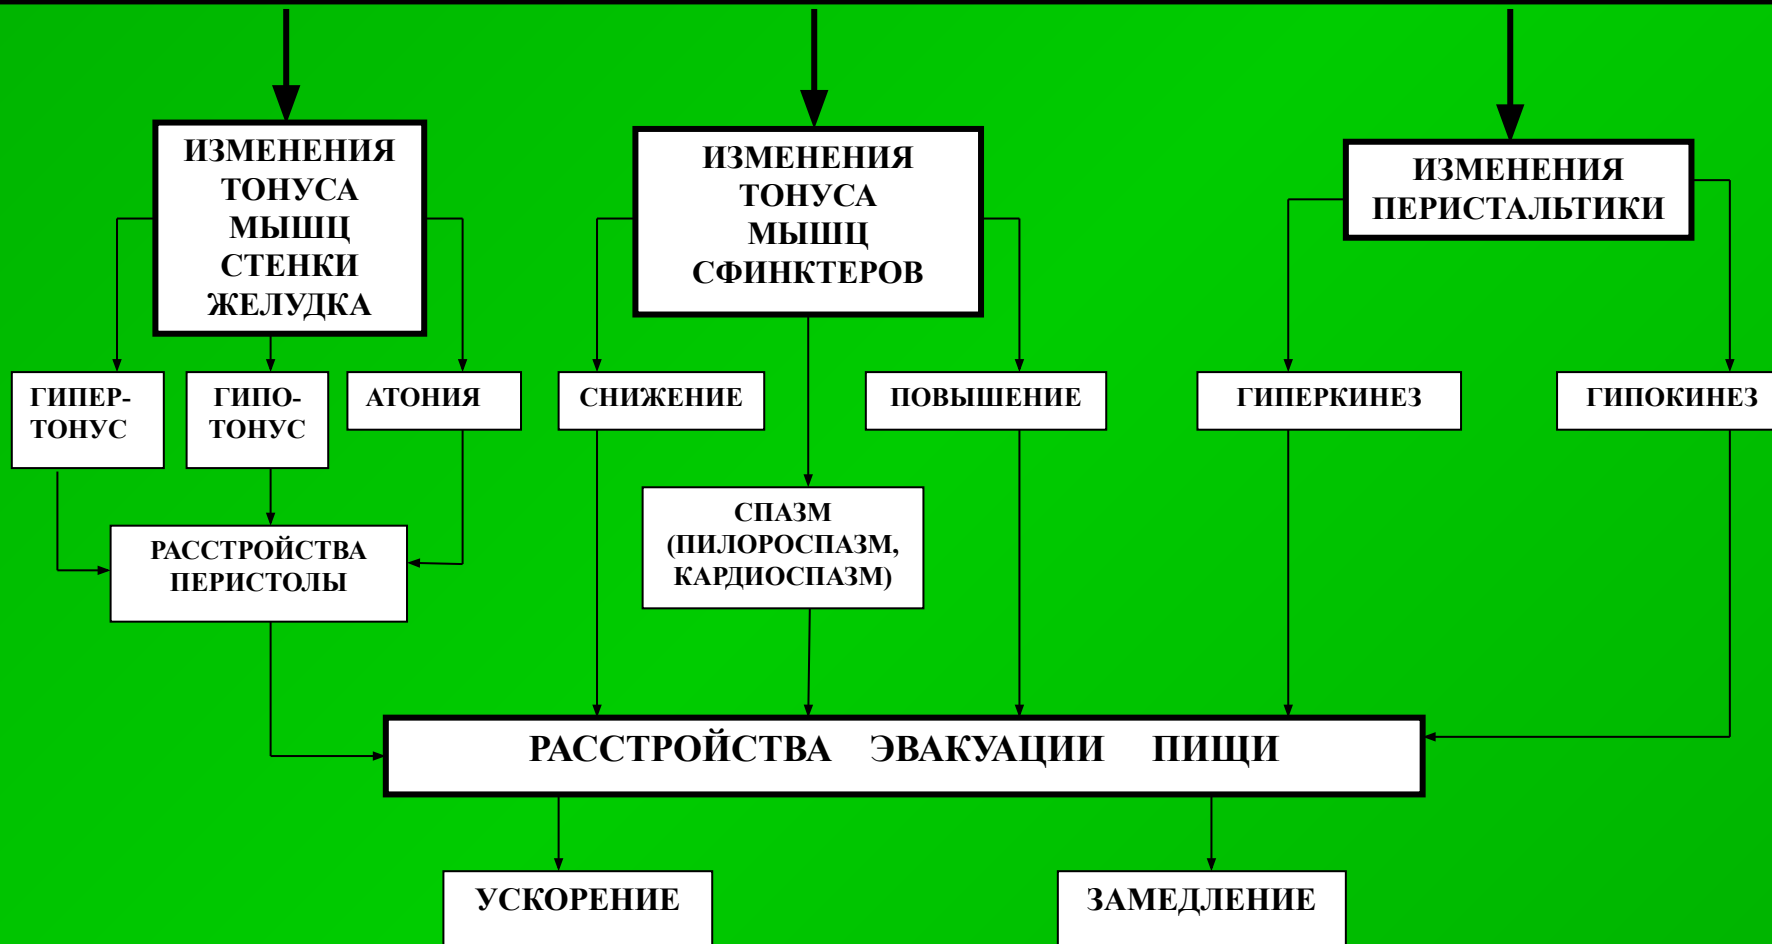 ИЗМЕНЕНИЯ
ТОНУСА
МЫШЦ
СТЕНКИ
ЖЕЛУДКА
ИЗМЕНЕНИЯ
ТОНУСА
МЫШЦ
СФИНКТЕРОВ
ИЗМЕНЕНИЯ
ПЕРИСТАЛЬТИКИ
ГИПЕР-
ТОНУС
ГИПО-
ТОНУС
АТОНИЯ
СНИЖЕНИЕ
ПОВЫШЕНИЕ
ГИПЕРКИНЕЗ
ГИПОКИНЕЗ
СПАЗМ
(ПИЛОРОСПАЗМ,
КАРДИОСПАЗМ)
РАССТРОЙСТВА
ПЕРИСТОЛЫ
РАССТРОЙСТВА ЭВАКУАЦИИ ПИЩИ
УСКОРЕНИЕ
ЗАМЕДЛЕНИЕ